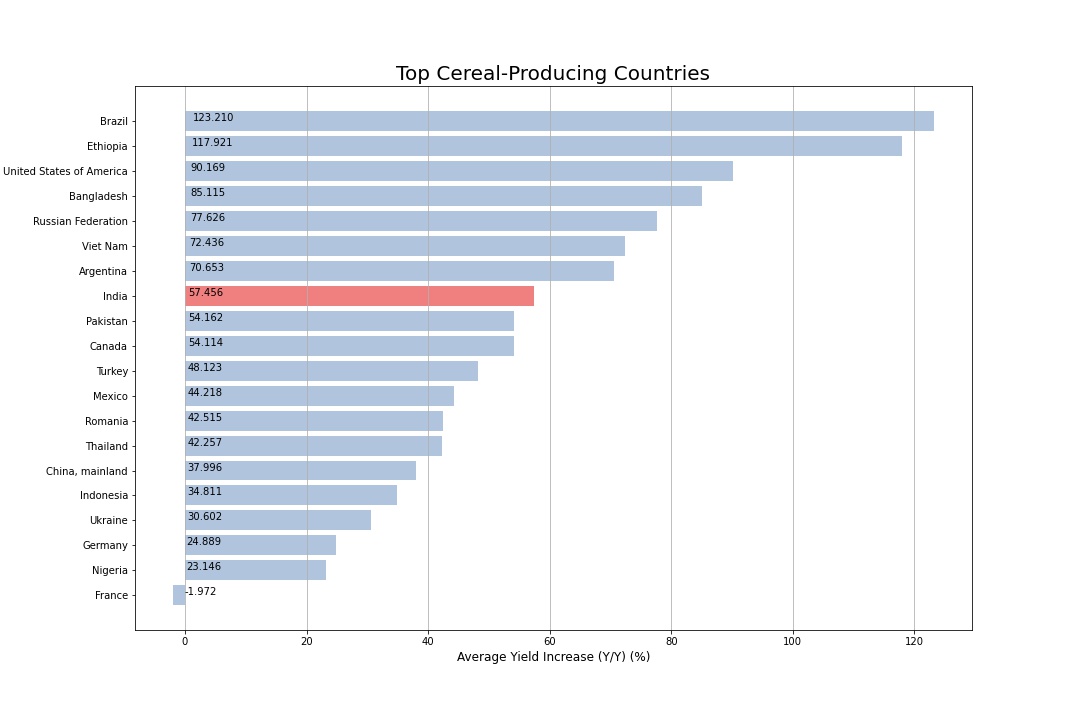 Top Cereal-Producing Countries
Brazil 123.210
Ethiopia 117.921
United States of America 90.169
Bangladesh 85.115
Russian Federation 77.626
Viet Nam 72.436
Argentina 70.653
India 57.456
Pakistan 54.162
Canada 54.114
Turkey 48.123
Mexico 44.218
Romania 42.515
Thailand 42.257
China, mainland 37.996
Indonesia 34.811
Ukraine 30.602
Germany 24.889
Nigeria 23.146
France -1.972
0 20 40 60 80 100 120
Average Yield Increase (Y/Y) (%)